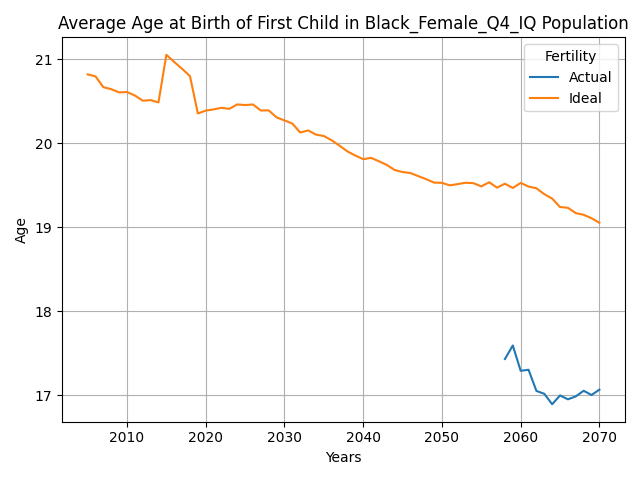 Average Age at Birth of First Child in Black_Female_Q4_IQ Population
Fertility
Actual
Ideal
21
20
19
18
17
Age
2010 2020 2030 2040 2050 2060 2070
Years